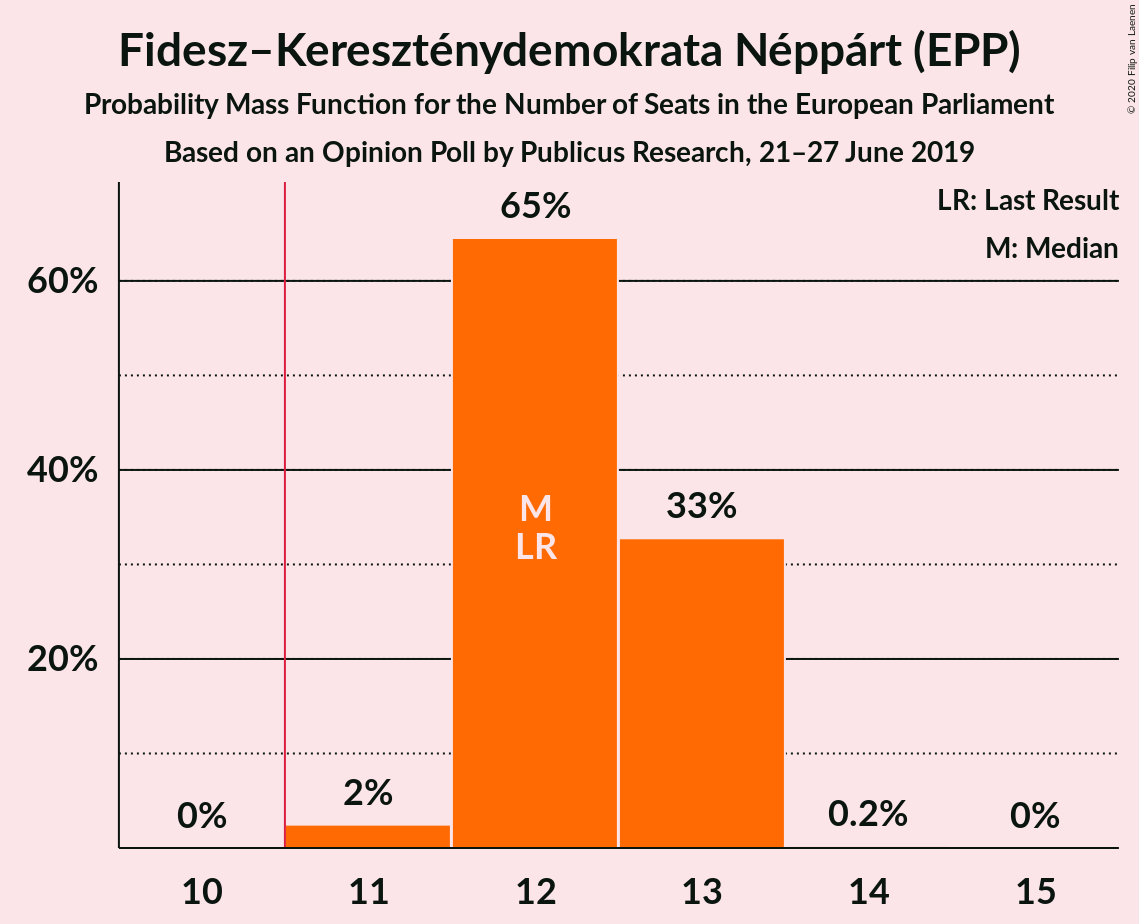 Fidesz–Kereszténydemokrata Néppárt (EPP)
Probability Mass Function for the Number of Seats in the European Parliament
Based on an Opinion Poll by Publicus Research, 21–27 June 2019
© 2020 Filip van Laenen
LR: Last Result
M: Median
60%
40%
20%
0%
2%
65%
33%
0.2%
0%
M
LR
10
11
12
13
14
15